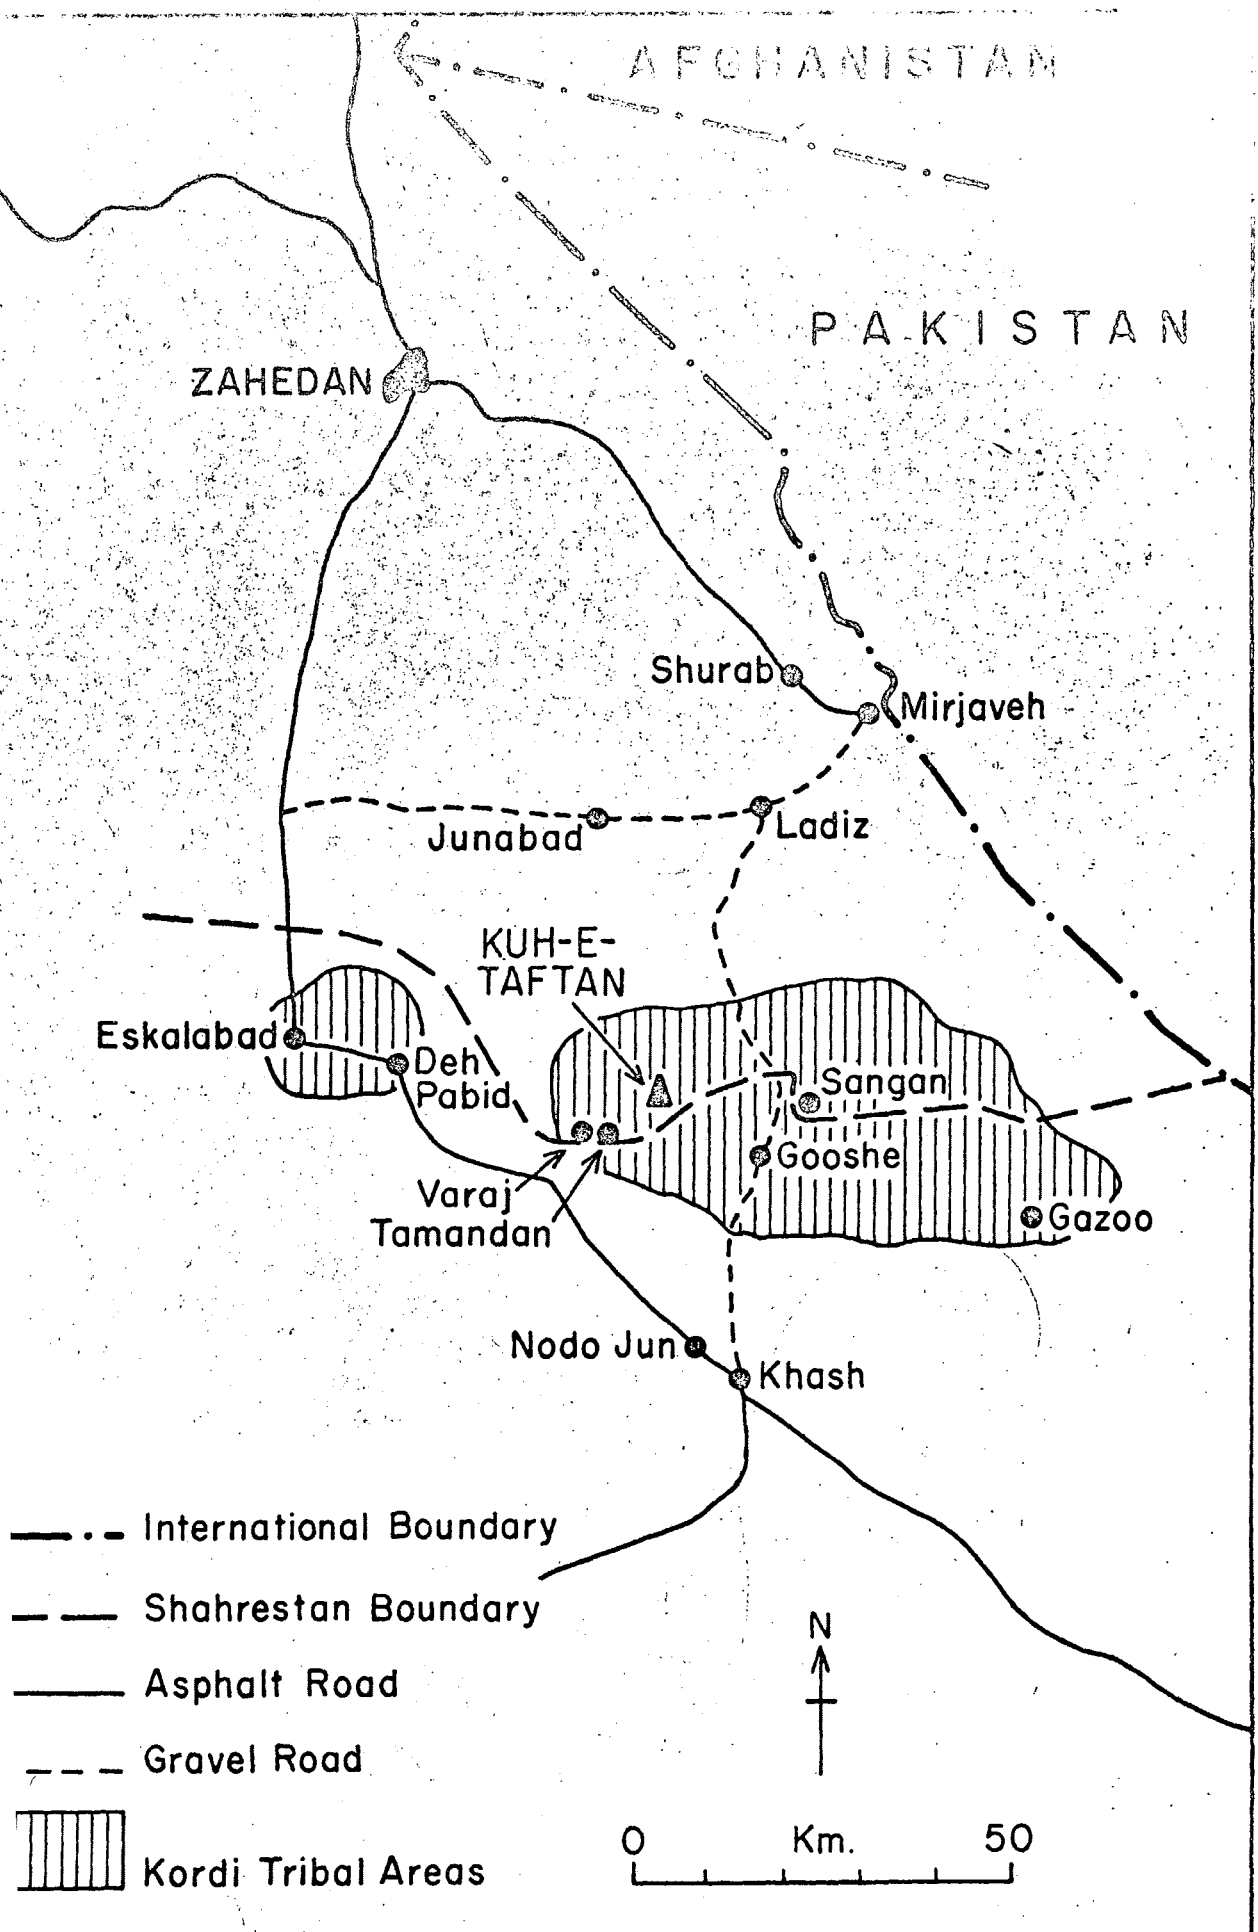 AFGHANISTAN
PAKISTAN
ZAHEDAN
Shurab
Mirjaveh
Junabad
Ladiz
KUH-E-
TAFTAN
Eskalabad
Deh
Pabid
Sangan
Gooshe
Varaj
Tamandan
Gazoo
Nodo Jun
Khash
International Boundary
Shahrestan Boundary
N
Asphalt Road
Gravel Road
0 Km. 50
Kordi Tribal Areas